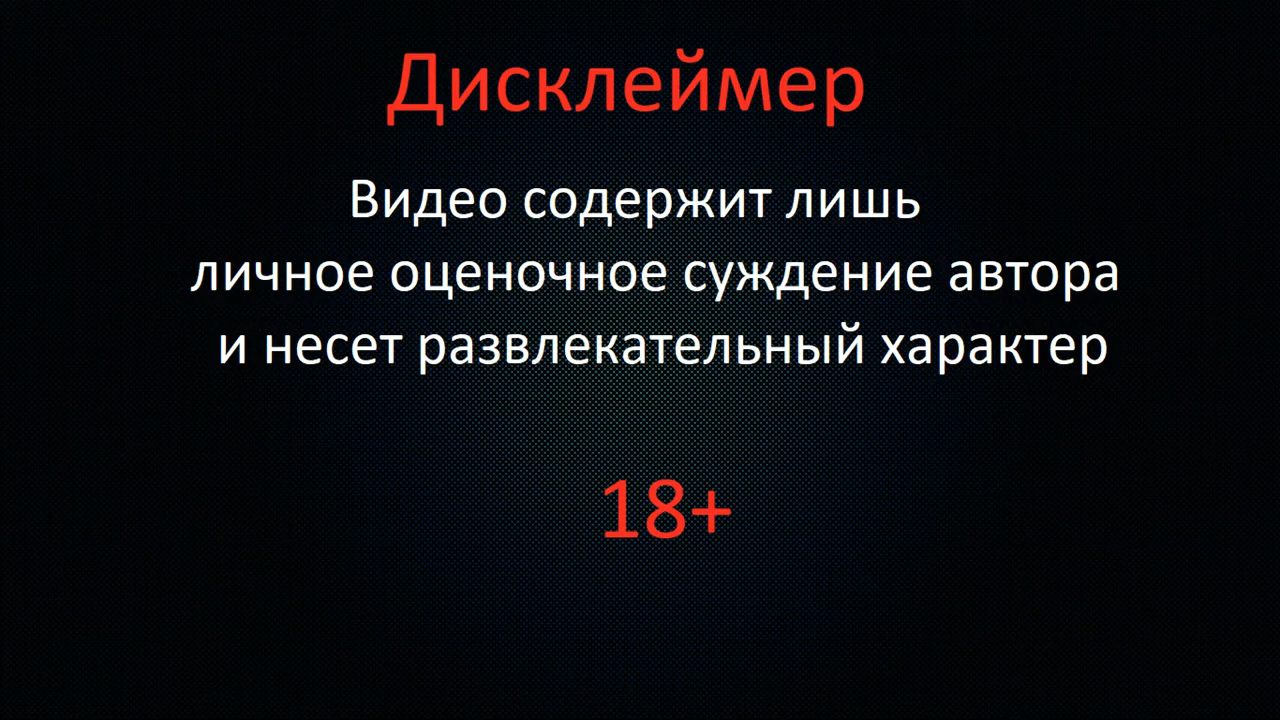 Дисклеймер
Видео содержит лишь
личное оценочное суждение автора
и несет развлекательный характер
18+